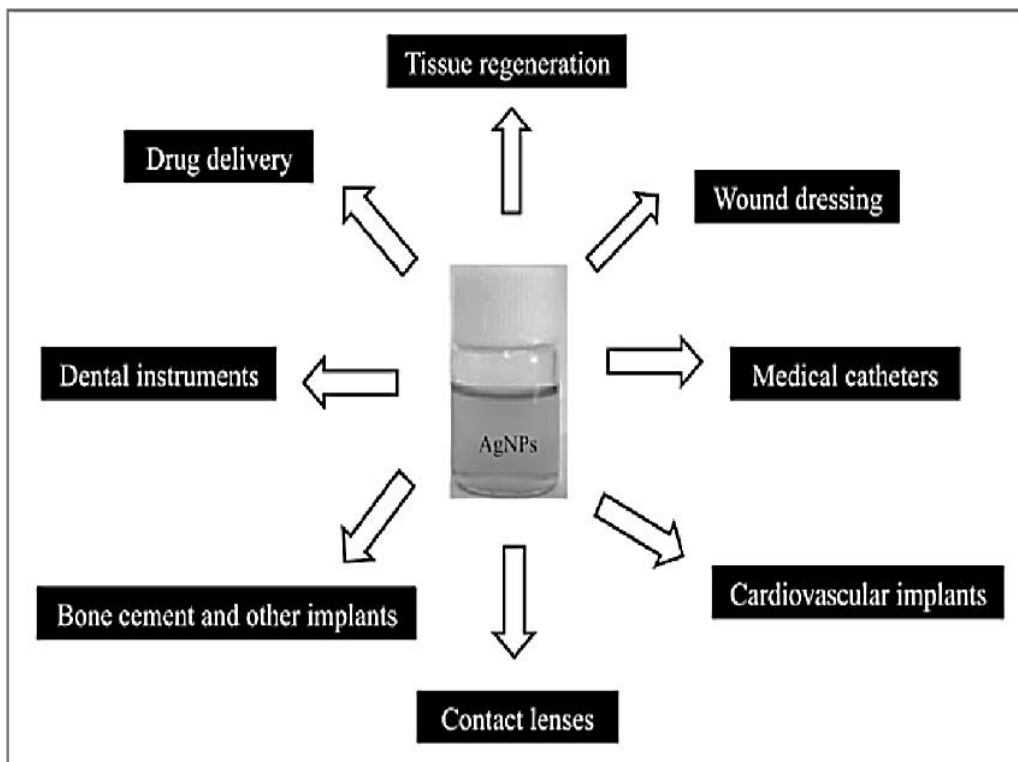 Tissue regeneration
Drug delivery
Wound dressing
Dental instruments
Medical catheters
AgNPs
Bone cement and other implants
Cardiovascular implants
Contact lenses